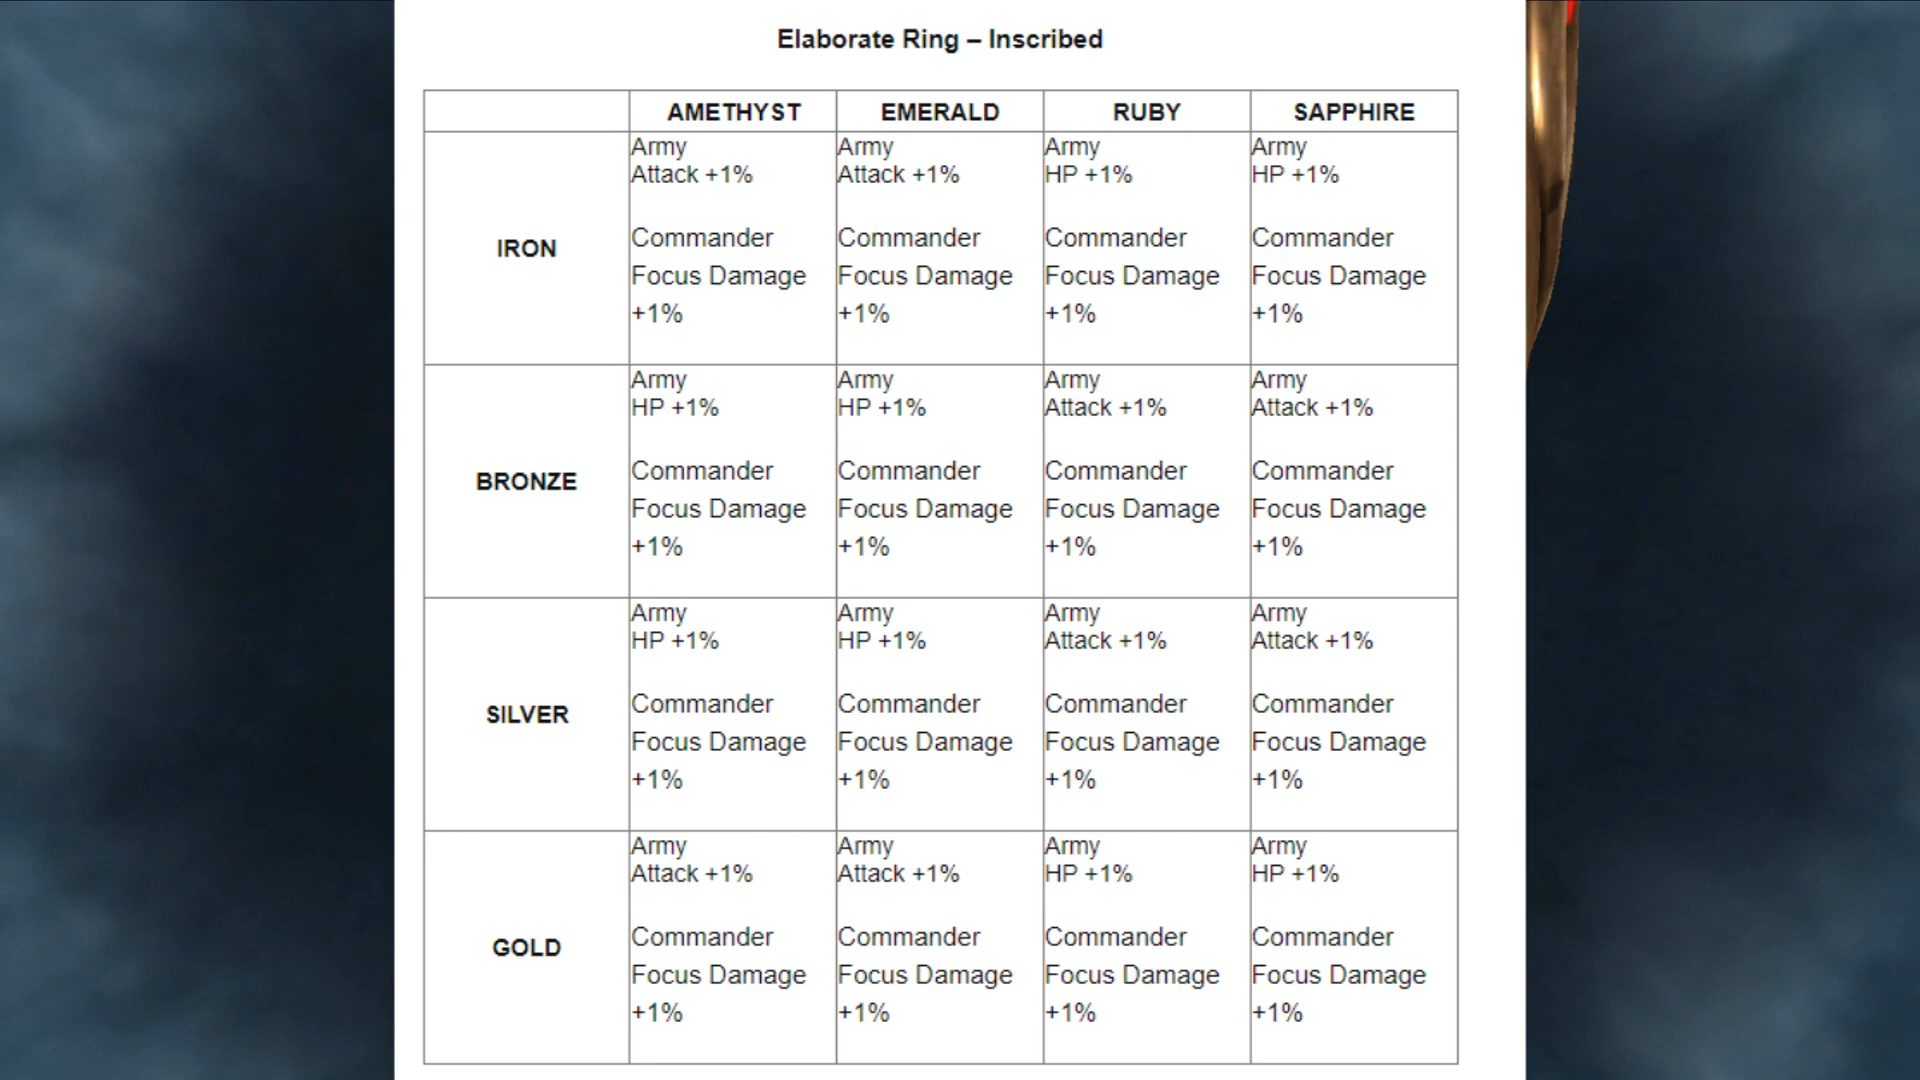 Elaborate Ring – Inscribed
AMETHYST EMERALD RUBY SAPPHIRE
IRON
Army
Attack +1%
Commander
Focus Damage
+1%
Army
Attack +1%
Commander
Focus Damage
+1%
Army
HP +1%
Commander
Focus Damage
+1%
Army
HP +1%
Commander
Focus Damage
+1%
BRONZE
Army
HP +1%
Commander
Focus Damage
+1%
Army
HP +1%
Commander
Focus Damage
+1%
Army
Attack +1%
Commander
Focus Damage
+1%
Army
Attack +1%
Commander
Focus Damage
+1%
SILVER
Army
HP +1%
Commander
Focus Damage
+1%
Army
HP +1%
Commander
Focus Damage
+1%
Army
Attack +1%
Commander
Focus Damage
+1%
Army
Attack +1%
Commander
Focus Damage
+1%
GOLD
Army
Attack +1%
Commander
Focus Damage
+1%
Army
Attack +1%
Commander
Focus Damage
+1%
Army
HP +1%
Commander
Focus Damage
+1%
Army
HP +1%
Commander
Focus Damage
+1%